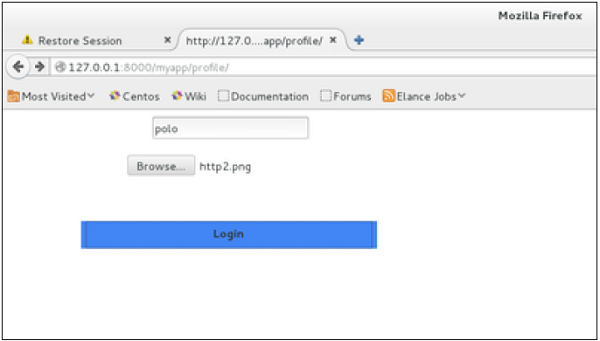 Mozilla Firefox
Restore Session × http://127.0....app/profile/ ×
127.0.0.1:8000/myapp/profile/
Most Visited Centos Wiki Documentation Forums Elance Jobs
polo
Browse... http2.png
Login